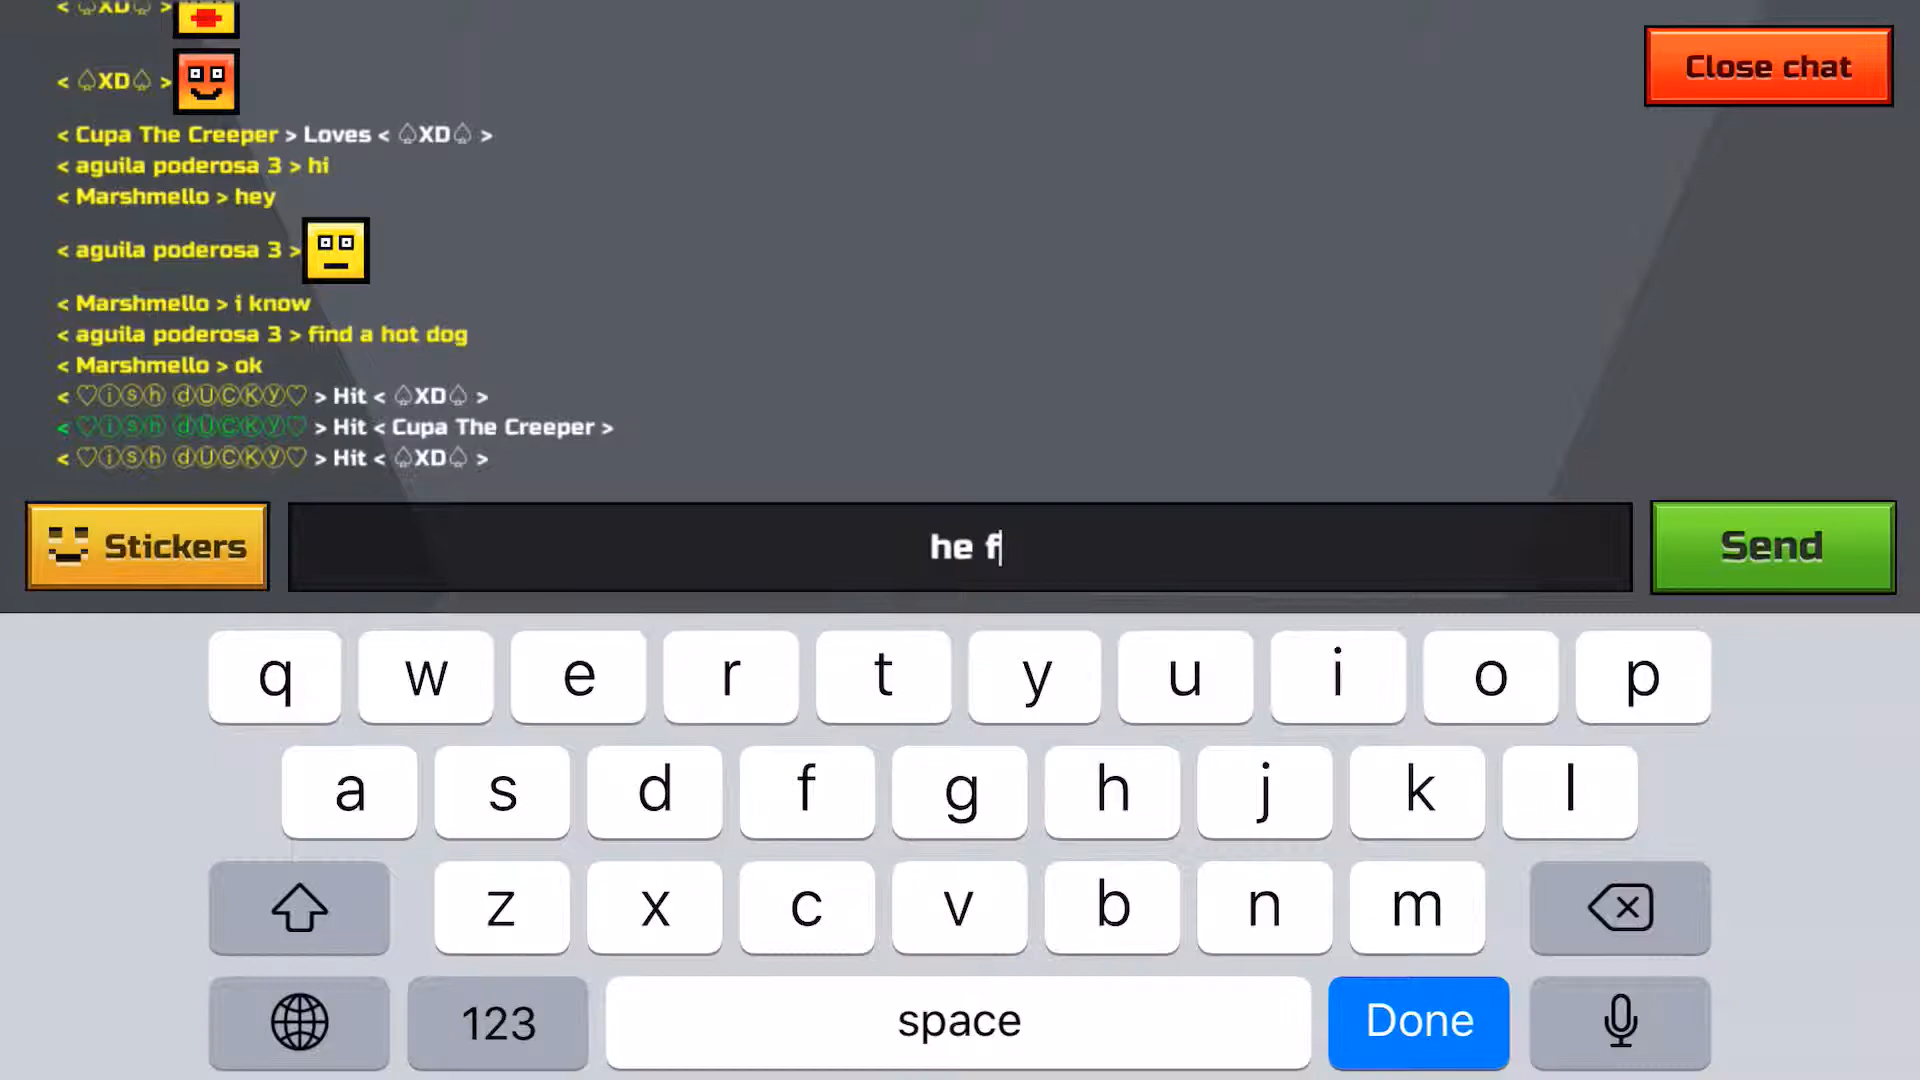 < ♤XD♤ >
< ♤XD♤ >
< Cupa The Creeper > Loves < ♤XD♤ >
< aguila poderosa 3 > hi
< Marshmello > hey
< aguila poderosa 3 >
< Marshmello > i know
< aguila poderosa 3 > find a hot dog
< Marshmello > ok
< ♡ⓘⓢⓗ ⓓⓊⒸⓀⓨ♡ > Hit < ♤XD♤ >
< ♡ⓘⓢⓗ ⓓⓊⒸⓀⓨ♡ > Hit < Cupa The Creeper >
< ♡ⓘⓢⓗ ⓓⓊⒸⓀⓨ♡ > Hit < ♤XD♤ >
Close chat
Stickers
he f
Send
q w e r t y u i o p
a s d f g h j k l
z x c v b n m
123 space Done